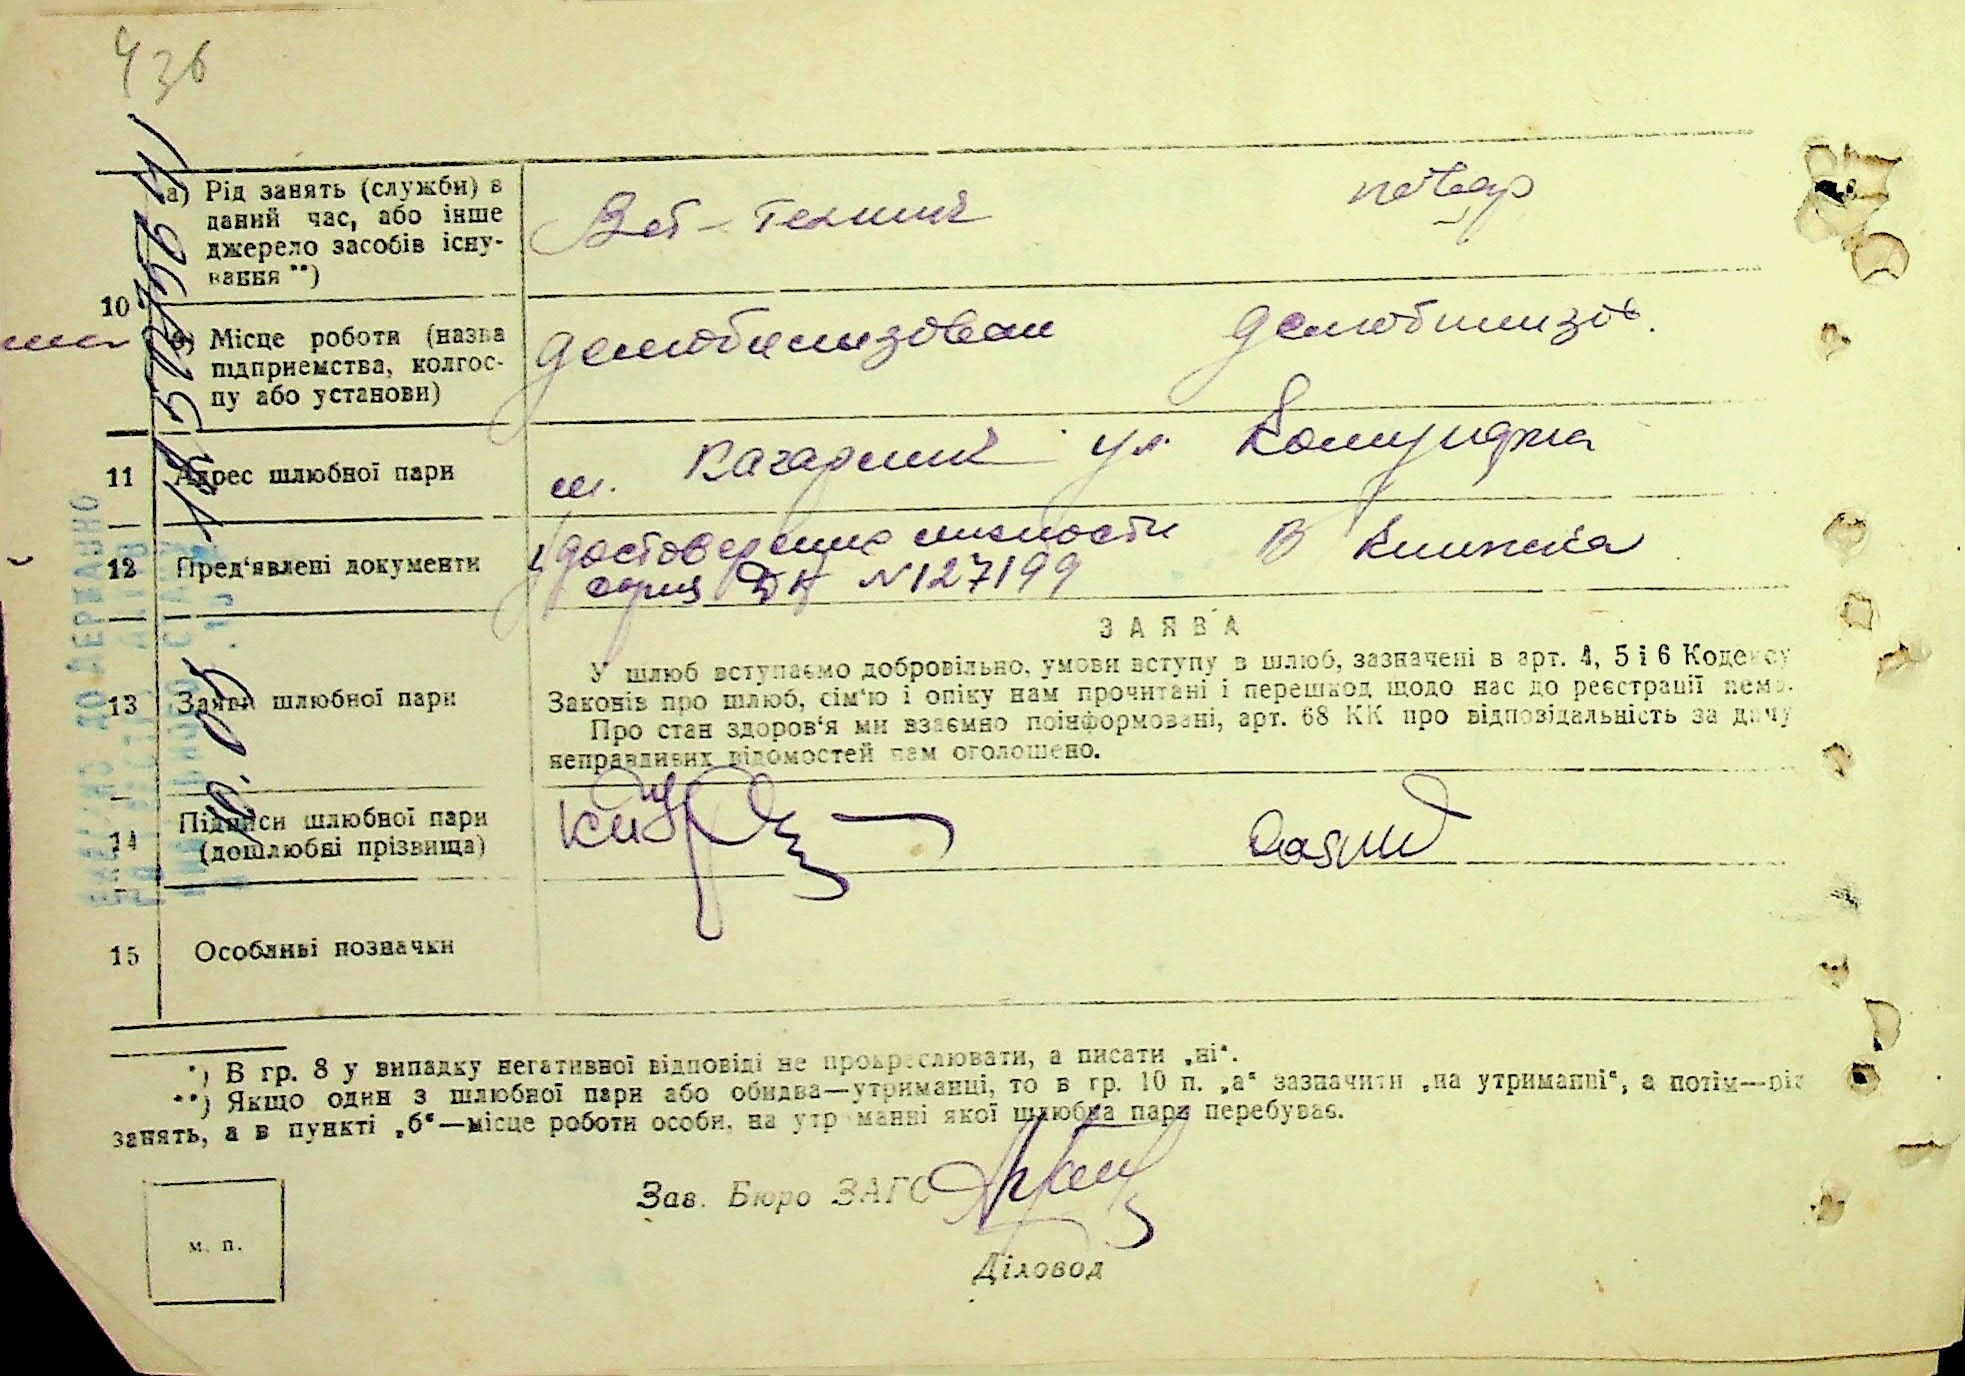 436
10
а) Рід занять (служби) в
даний час, або інше
джерело засобів існу-
вання **)
Вет-техник
повар
б) Місце роботи (назва
підприємства, колгос-
пу або установи)
демобилизован
демобилизов.
11
Адрес шлюбної пари
ул.
12
Пред‘явлені документи
Удостоверение личности
серия ДК N127199
В книжка
13
Заяви шлюбної пари
ЗАЯВА
У шлюб вступаємо добровільно, умови вступу в шлюб, зазначені в арт. 4, 5 і 6 Кодексу
Законів про шлюб, сім‘ю і опіку нам прочитані і перешкод щодо нас до реєстрації нема.
Про стан здоров‘я ми взаємно поінформовані, арт. 68 КК про відповідальність за дачу
неправдивих відомостей нам оголошено.
14
Підписи шлюбної пари
(дошлюбні прізвища)
15
Особливі позначки
*) В гр. 8 у випадку негативної відповіді не прокреслювати, а писати „ні“.
**) Якщо один з шлюбної пари або обидва—утриманці, то в гр. 10 п. „а“ зазначити „на утриманні“, а потім—рід
занять, а в пункті „б“—місце роботи особи, на утриманні якої шлюбна пара перебуває.
Зав. Бюро ЗАГС
Діловод
м. п.